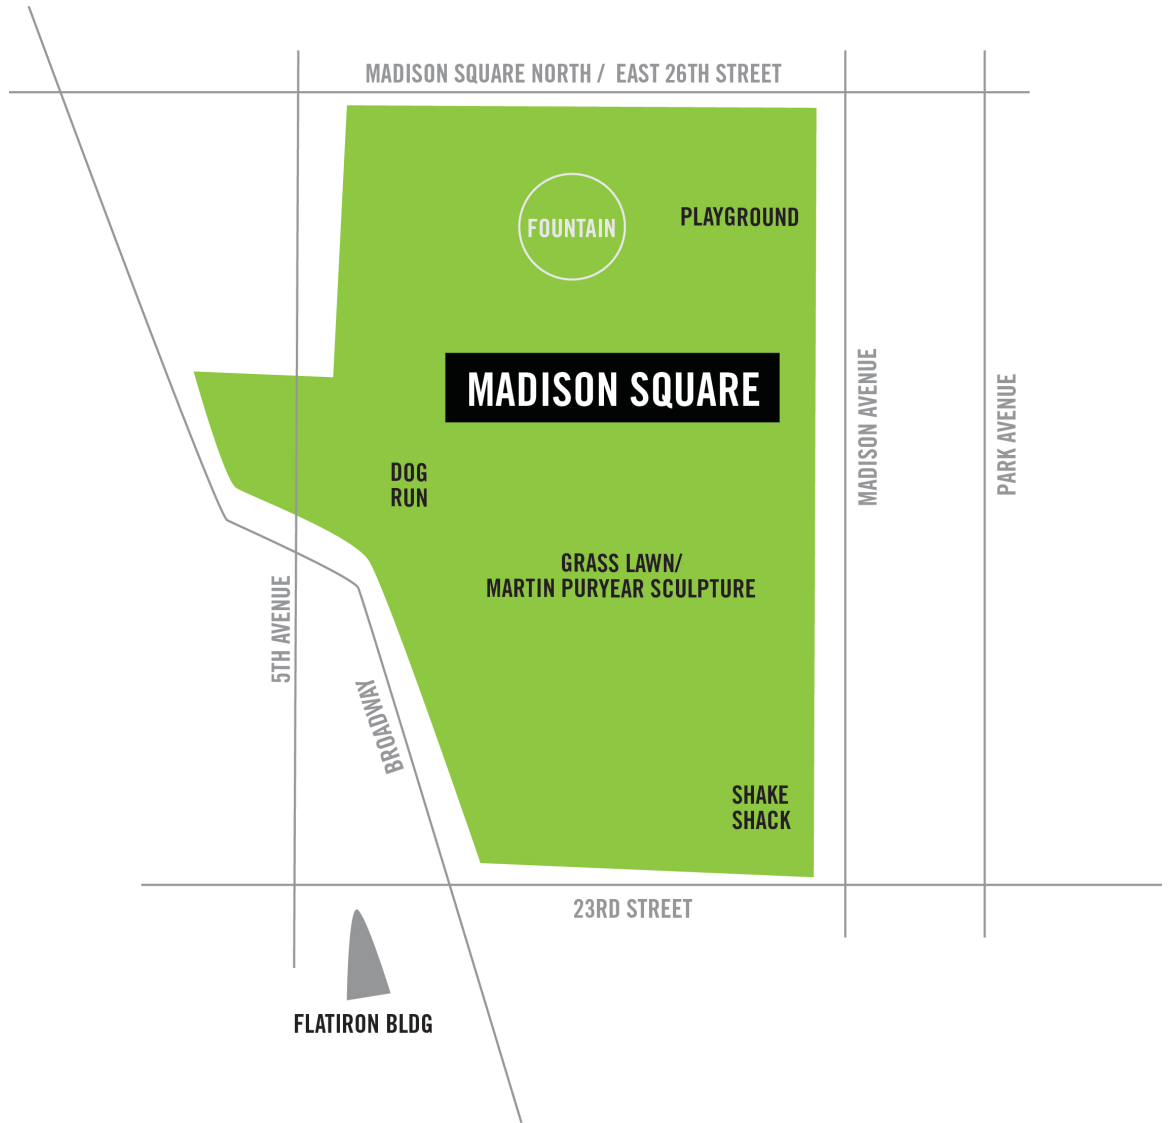 MADISON SQUARE NORTH / EAST 26TH STREET
FOUNTAIN
PLAYGROUND
MADISON SQUARE
MADISON AVENUE
PARK AVENUE
DOG
RUN
GRASS LAWN/
MARTIN PURYEAR SCULPTURE
5TH AVENUE
BROADWAY
SHAKE
SHACK
23RD STREET
FLATIRON BLDG